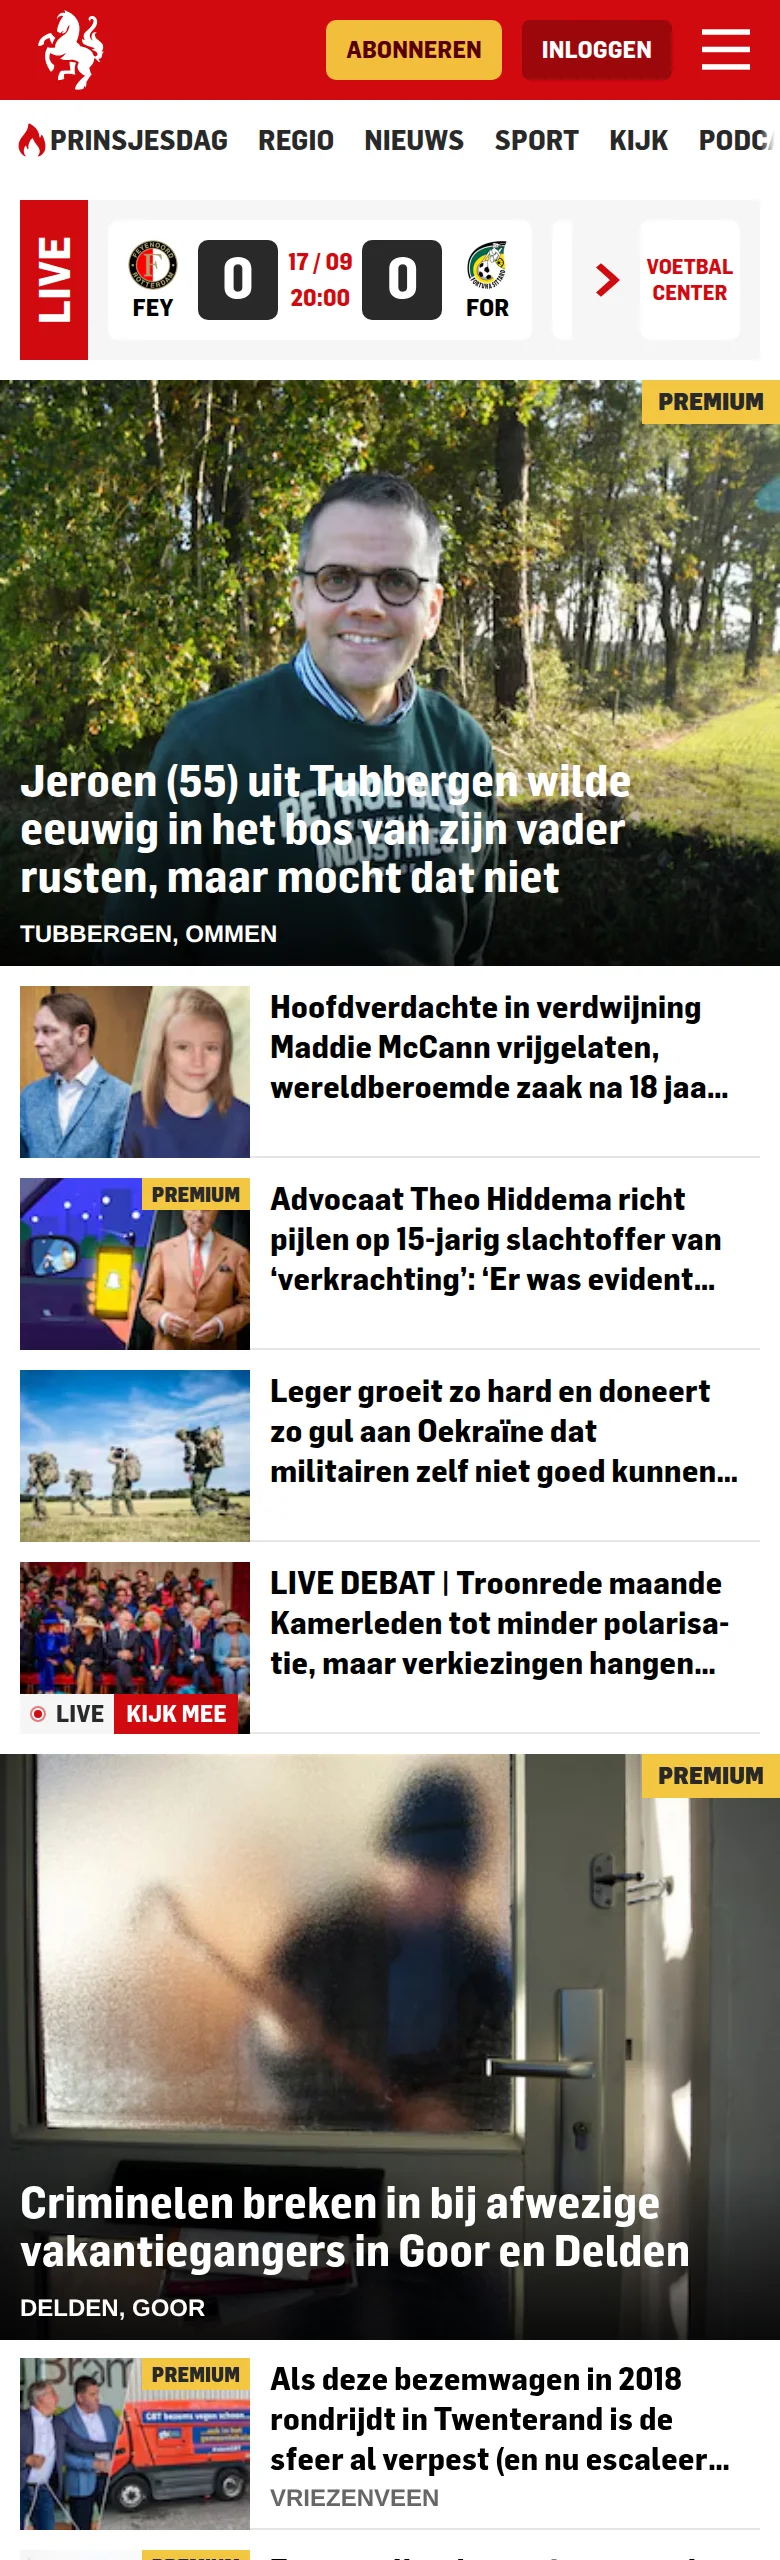 ABONNEREN
INLOGGEN
PRINSJESDAG REGIO NIEUWS SPORT KIJK
LIVE
FEY
0
17 / 09
20:00
0
FOR
VOETBAL
CENTER
PREMIUM
Jeroen (55) uit Tubbergen wilde
eeuwig in het bos van zijn vader
rusten, maar mocht dat niet
TUBBERGEN, OMMEN
Hoofdverdachte in verdwijning
Maddie McCann vrijgelaten,
wereldberoemde zaak na 18 jaa...
PREMIUM
Advocaat Theo Hiddema richt
pijlen op 15-jarig slachtoffer van
‘verkrachting’: ‘Er was evident...
Leger groeit zo hard en doneert
zo gul aan Oekraïne dat
militairen zelf niet goed kunnen...
LIVE DEBAT | Troonrede maande
Kamerleden tot minder polarisa-
tie, maar verkiezingen hangen...
LIVE KIJK MEE
PREMIUM
Criminelen breken in bij afwezige
vakantiegangers in Goor en Delden
DELDEN, GOOR
PREMIUM
Als deze bezemwagen in 2018
rondrijdt in Twenterand is de
sfeer al verpest (en nu escaleer...
VRIEZENVEEN